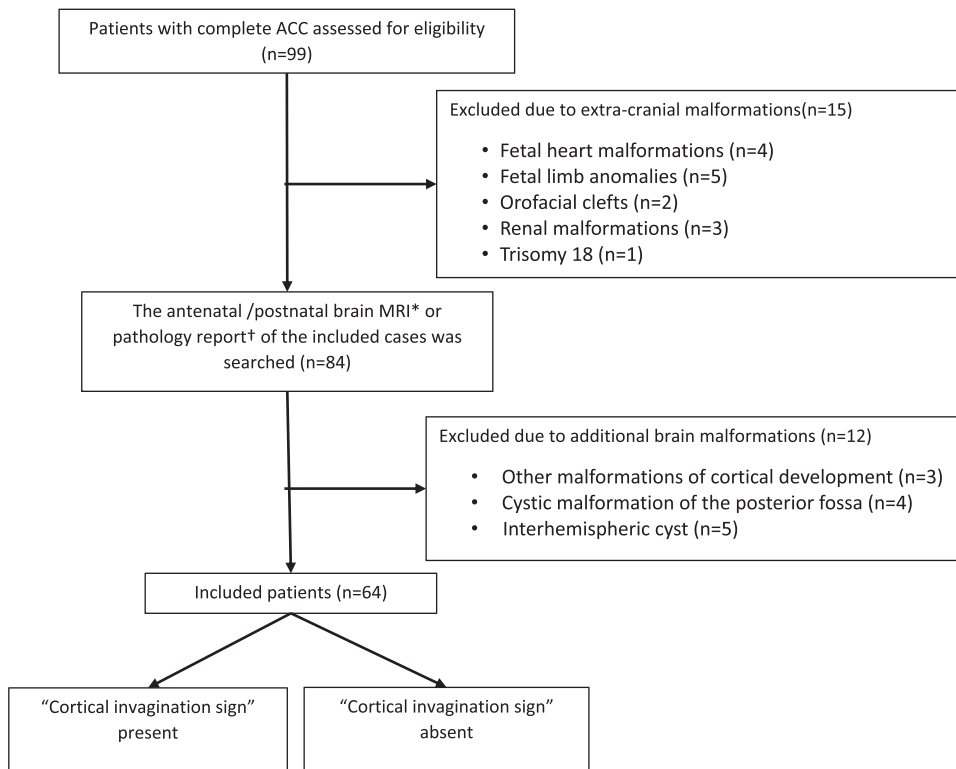 Patients with complete ACC assessed for eligibility
(n=99)
Excluded due to extra-cranial malformations(n=15)
• Fetal heart malformations (n=4)
• Fetal limb anomalies (n=5)
• Orofacial clefts (n=2)
• Renal malformations (n=3)
• Trisomy 18 (n=1)
The antenatal /postnatal brain MRI* or
pathology report† of the included cases was
searched (n=84)
Excluded due to additional brain malformations (n=12)
• Other malformations of cortical development (n=3)
• Cystic malformation of the posterior fossa (n=4)
• Interhemispheric cyst (n=5)
Included patients (n=64)
“Cortical invagination sign”
present
“Cortical invagination sign”
absent